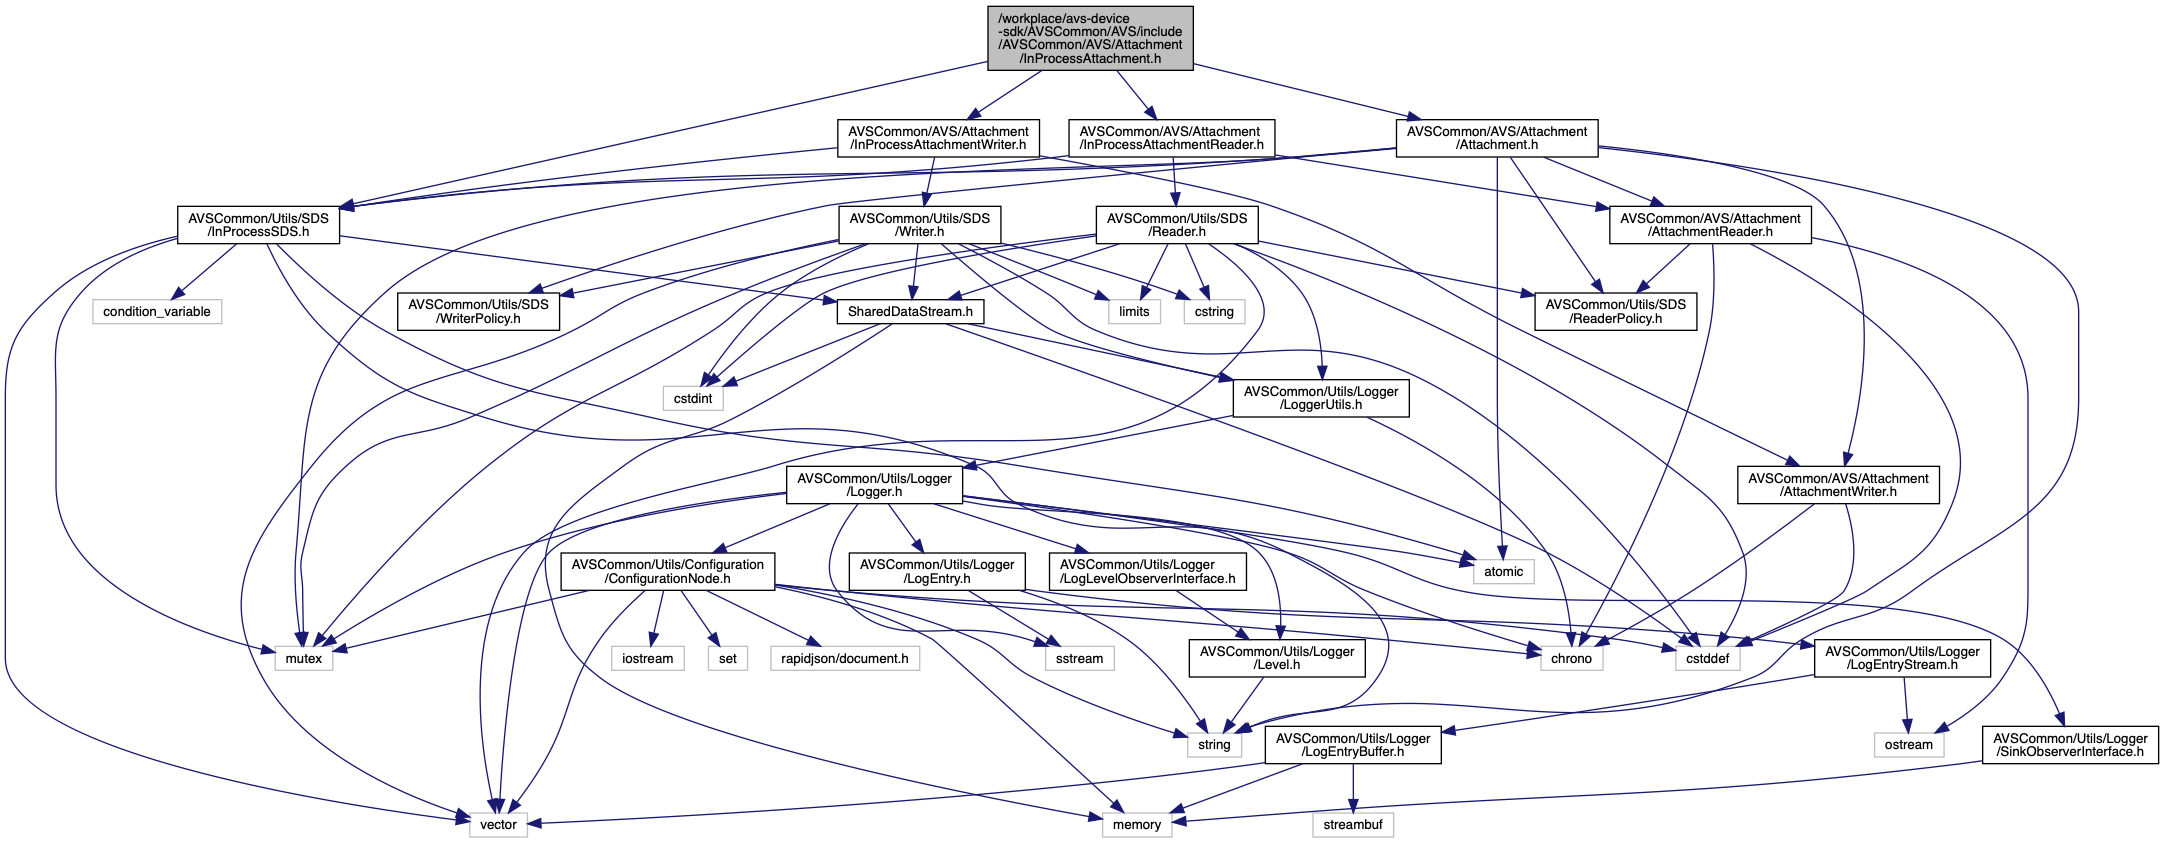 /workplace/avs-device
-sdk/AVSCommon/AVS/include
/AVSCommon/AVS/Attachment
/InProcessAttachment.h
AVSCommon/AVS/Attachment
/InProcessAttachmentWriter.h
AVSCommon/AVS/Attachment
/InProcessAttachmentReader.h
AVSCommon/AVS/Attachment
/Attachment.h
AVSCommon/Utils/SDS
/InProcessSDS.h
AVSCommon/Utils/SDS
/Writer.h
AVSCommon/Utils/SDS
/Reader.h
AVSCommon/AVS/Attachment
/AttachmentReader.h
condition_variable
AVSCommon/Utils/SDS
/WriterPolicy.h
SharedDataStream.h
limits
cstring
AVSCommon/Utils/SDS
/ReaderPolicy.h
cstdint
AVSCommon/Utils/Logger
/LoggerUtils.h
AVSCommon/Utils/Logger
/Logger.h
AVSCommon/AVS/Attachment
/AttachmentWriter.h
AVSCommon/Utils/Configuration
/ConfigurationNode.h
AVSCommon/Utils/Logger
/LogEntry.h
AVSCommon/Utils/Logger
/LogLevelObserverInterface.h
atomic
mutex
iostream
set
rapidjson/document.h
sstream
AVSCommon/Utils/Logger
/Level.h
chrono
cstddef
AVSCommon/Utils/Logger
/LogEntryStream.h
string
AVSCommon/Utils/Logger
/LogEntryBuffer.h
ostream
AVSCommon/Utils/Logger
/SinkObserverInterface.h
vector
memory
streambuf